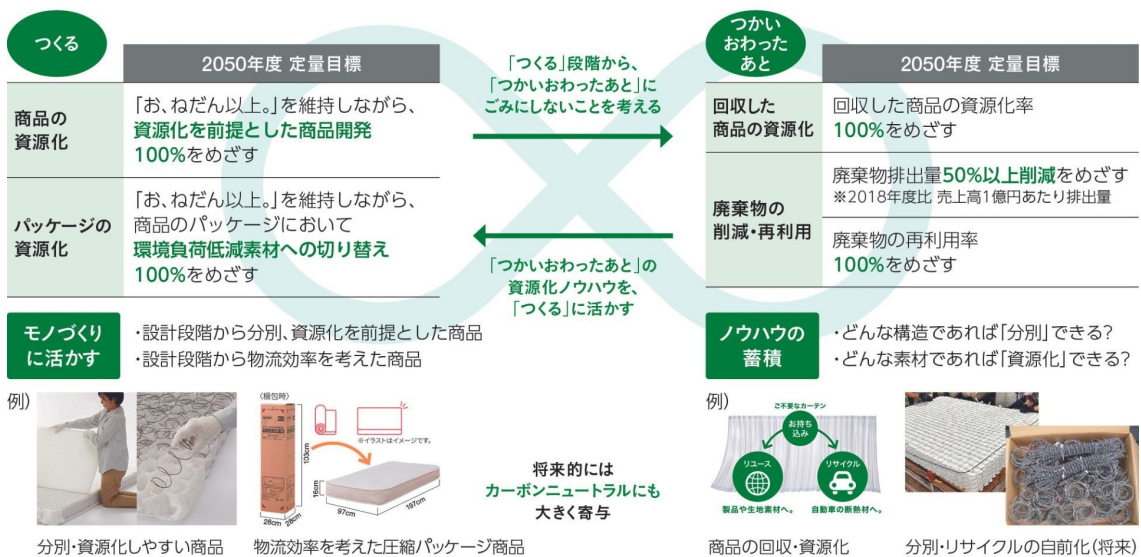 つくる
2050年度 定量目標
商品の
資源化
「お、ねだん以上。」を維持しながら、
資源化を前提とした商品開発
100%をめざす
パッケージの
資源化
「お、ねだん以上。」を維持しながら、
商品のパッケージにおいて
環境負荷低減素材への切り替え
100%をめざす
「つくる」段階から、
「つかいおわったあと」に
ごみにしないことを考える
「つかいおわったあと」の
資源化ノウハウを、
「つくる」に活かす
つかい
おわった
あと
2050年度 定量目標
回収した
商品の資源化
回収した商品の資源化率
100%をめざす
廃棄物の
削減・再利用
廃棄物排出量50%以上削減をめざす
※2018年度比 売上高1億円あたり排出量
廃棄物の再利用率
100%をめざす
モノづくり
に活かす
・設計段階から分別、資源化を前提とした商品
・設計段階から物流効率を考えた商品
例)
分別・資源化しやすい商品
〈梱包時〉
103cm
28cm
28cm
※イラストはイメージです。
16cm
97cm
197cm
物流効率を考えた圧縮パッケージ商品
将来的には
カーボンニュートラルにも
大きく寄与
ノウハウの
蓄積
・どんな構造であれば「分別」できる?
・どんな素材であれば「資源化」できる?
例)
ご不要なカーテン
お持ち
込み
リユース
リサイクル
製品や生地素材へ。
自動車の断熱材へ。
商品の回収・資源化
分別・リサイクルの自前化(将来)